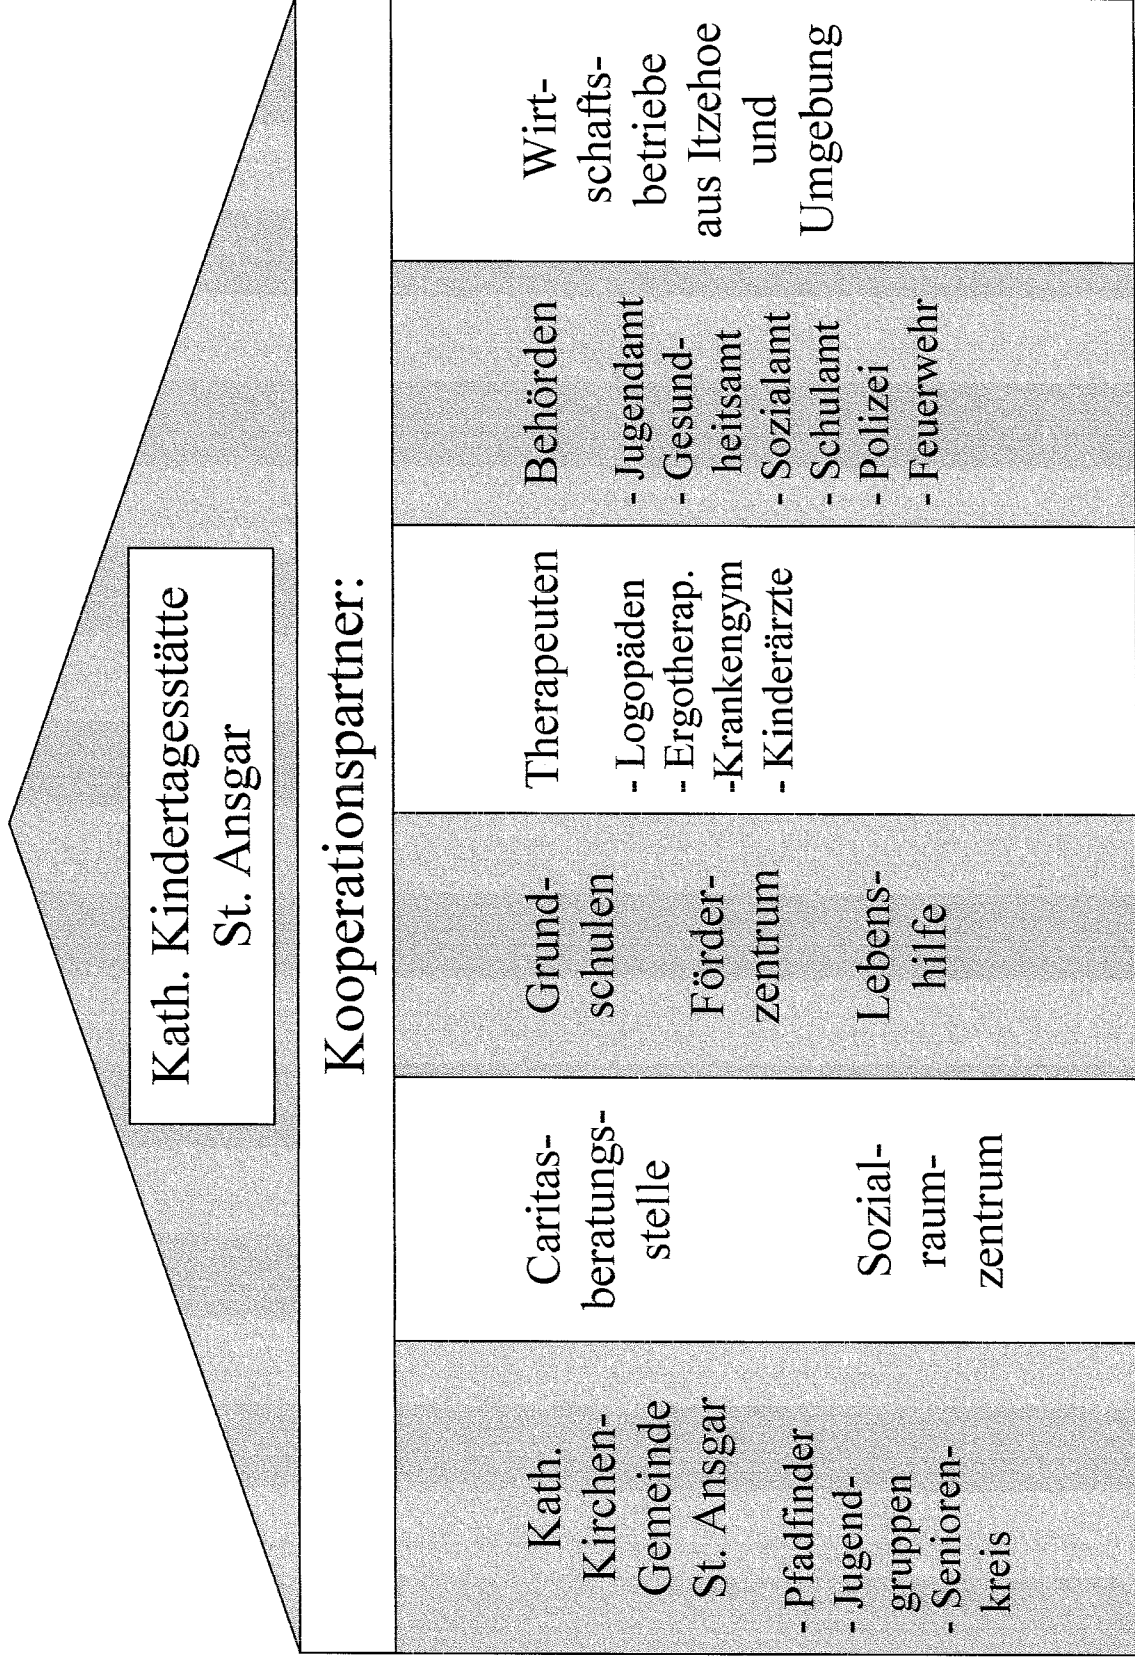 Kath. Kindertagesstätte
St. Ansgar
Kooperationspartner:
Kath.
Kirchen-
Gemeinde
St. Ansgar
- Pfadfinder
- Jugend-
gruppen
- Senioren-
kreis
Caritas-
beratungs-
stelle
Sozial-
raum-
zentrum
Grund-
schulen
Förder-
zentrum
Lebens-
hilfe
Therapeuten
- Logopäden
- Ergotherap.
-Krankengym
- Kinderärzte
Behörden
- Jugendamt
- Gesund-
heitsamt
- Sozialamt
- Schulamt
- Polizei
- Feuerwehr
Wirt-
schafts-
betriebe
aus Itzehoe
und
Umgebung